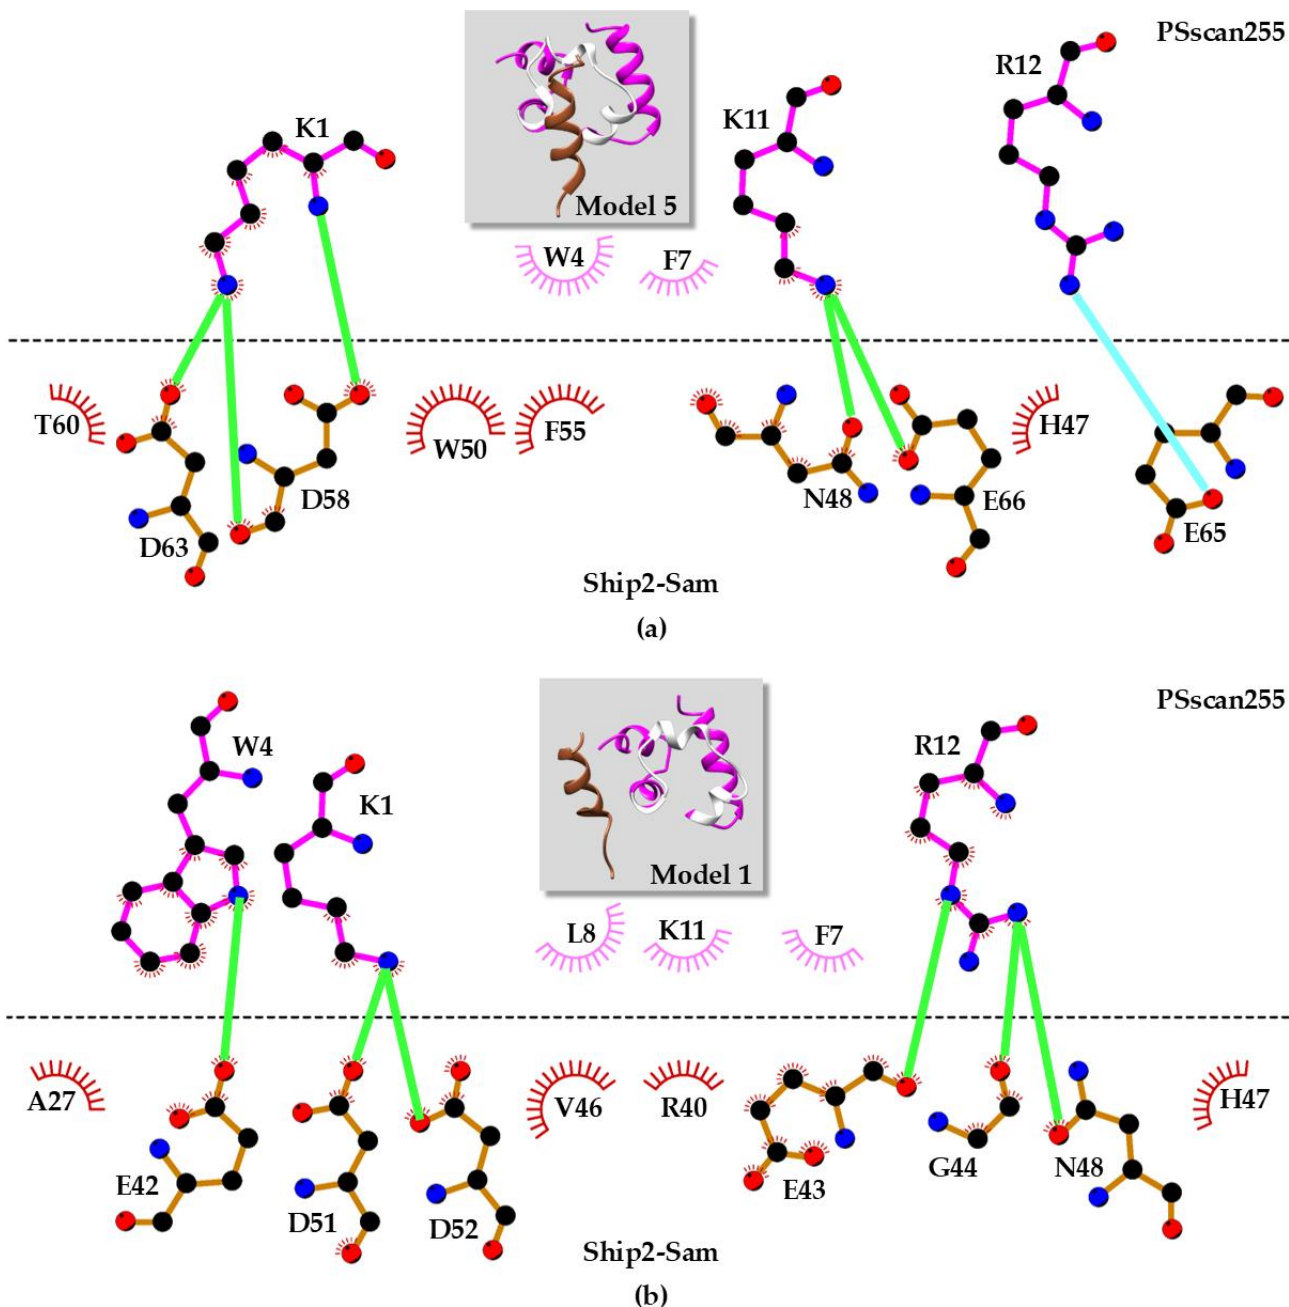 PSscan255
R12
K1
K11
Model 5
W4
F7
T60
W50
F55
H47
D58
N48
E66
D63
E65
Ship2-Sam
(a)
PSscan255
W4
R12
K1
Model 1
L8
K11
F7
A27
V46
R40
H47
E42
D51
D52
E43
G44
N48
Ship2-Sam
(b)